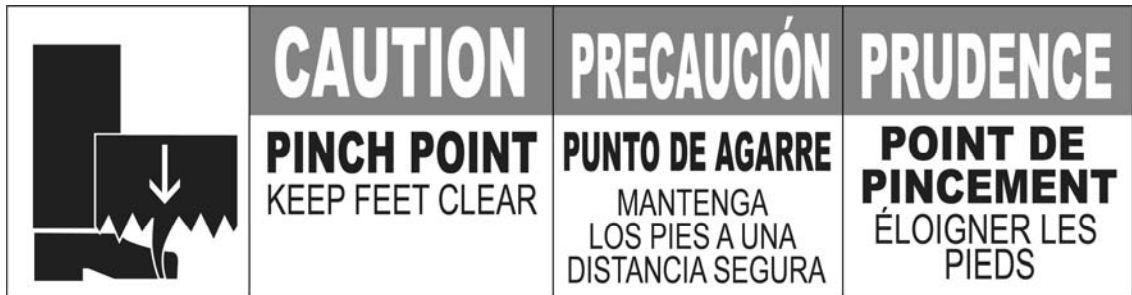 CAUTION
PINCH POINT
KEEP FEET CLEAR
PRECAUCIÓN
PUNTO DE AGARRE
MANTENGA
LOS PIES A UNA
DISTANCIA SEGURA
PRUDENCE
POINT DE
PINCEMENT
ÉLOIGNER LES
PIEDS